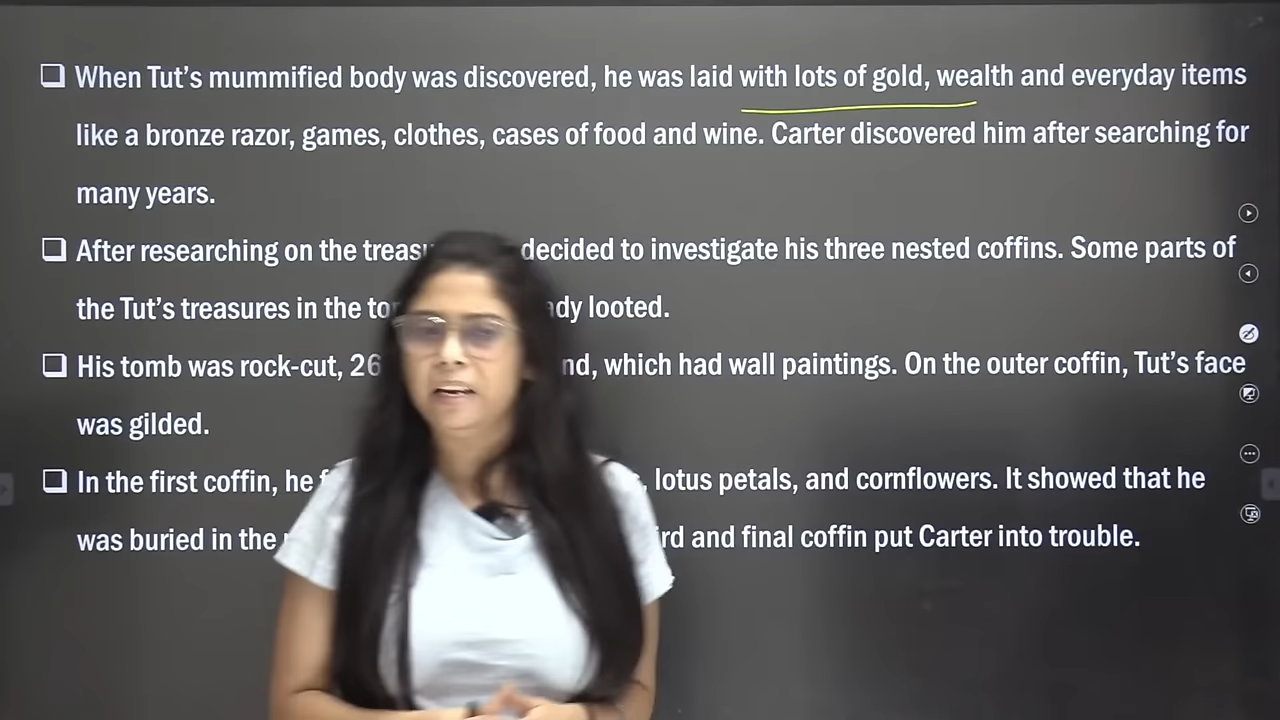 When Tut's mummified body was discovered, he was laid with lots of gold, wealth and everyday items
like a bronze razor, games, clothes, cases of food and wine. Carter discovered him after searching for
many years.
After researching on the decided to investigate his three nested coffins. Some parts of
the Tut's treasures in the looted.
His tomb was rock-cut, 26 which had wall paintings. On the outer coffin, Tut's face
was gilded.
In the first coffin, he lotus petals, and cornflowers. It showed that he
was buried in the and final coffin put Carter into trouble.